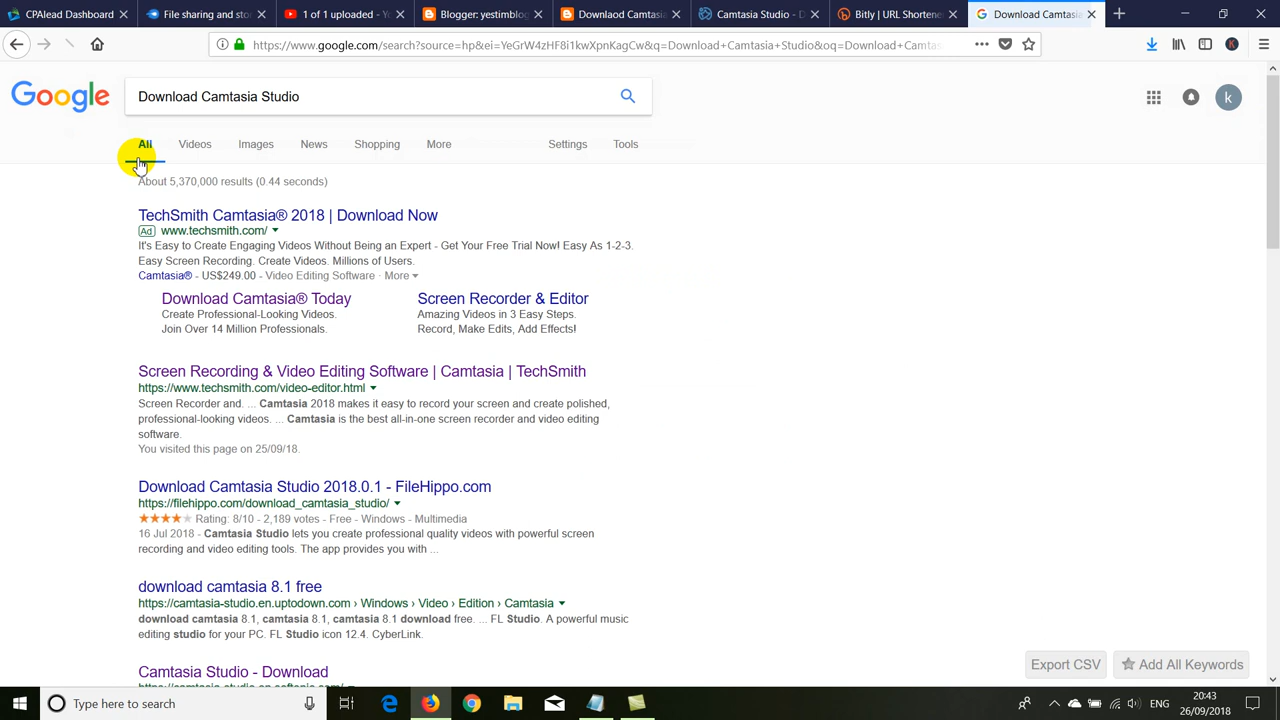 CPAlead Dashboard
File sharing and sto
1 of 1 uploaded - Y
Blogger: yestimblog
Downlaod Camtasia
Camtasia Studio - D
Bitly | URL Shortene
Download Camtasia
https://www.google.com/search?source=hp&ei=YeGrW4zHF8i1kwXpnKagCw&q=Download+Camtasia+Studio&oq=Download+Camtas
K
Google
Download Camtasia Studio
k
All
Videos
Images
News
Shopping
More
Settings
Tools
About 5,370,000 results (0.44 seconds)
TechSmith Camtasia® 2018 | Download Now
Ad www.techsmith.com/
It's Easy to Create Engaging Videos Without Being an Expert - Get Your Free Trial Now! Easy As 1-2-3.
Easy Screen Recording. Create Videos. Millions of Users.
Camtasia® - US$249.00 - Video Editing Software · More
Download Camtasia® Today
Create Professional-Looking Videos.
Join Over 14 Million Professionals.
Screen Recorder & Editor
Amazing Videos in 3 Easy Steps.
Record, Make Edits, Add Effects!
Screen Recording & Video Editing Software | Camtasia | TechSmith
https://www.techsmith.com/video-editor.html
Screen Recorder and. ... Camtasia 2018 makes it easy to record your screen and create polished,
professional-looking videos. ... Camtasia is the best all-in-one screen recorder and video editing
software.
You visited this page on 25/09/18.
Download Camtasia Studio 2018.0.1 - FileHippo.com
https://filehippo.com/download_camtasia_studio/
Rating: 8/10 - 2,189 votes - Free - Windows - Multimedia
16 Jul 2018 - Camtasia Studio lets you create professional quality videos with powerful screen
recording and video editing tools. The app provides you with ...
download camtasia 8.1 free
https://camtasia-studio.en.uptodown.com › Windows › Video › Edition › Camtasia
download camtasia 8.1, camtasia 8.1, camtasia 8.1 download free. ... FL Studio. A powerful music
editing studio for your PC. FL Studio icon 12.4. CyberLink.
Camtasia Studio - Download
Export CSV
Add All Keywords
Type here to search
ENG
20:43
26/09/2018